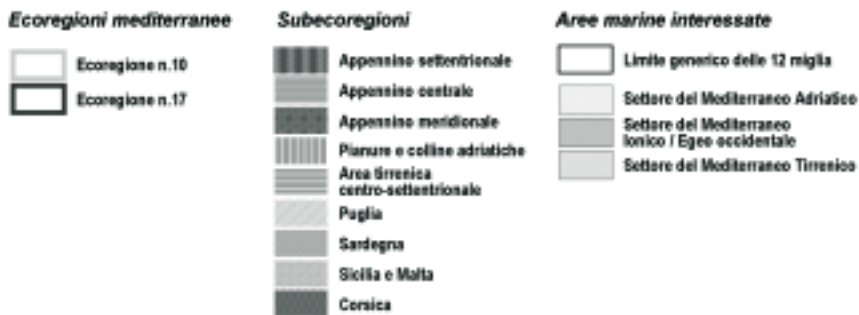 Ecoregioni mediterranee
Ecoregione n.10
Ecoregione n.17
Subecoregioni
Appennino settentrionale
Appennino centrale
Appennino meridionale
Pianure e colline adriatiche
Area tirrenica
centro-settentrionale
Puglia
Sardegna
Sicilia e Malta
Corsica
Aree marine interessate
Limite generico delle 12 miglia
Settore del Mediterraneo Adriatico
Settore del Mediterraneo
Ionico / Egeo occidentale
Settore del Mediterraneo Tirrenico